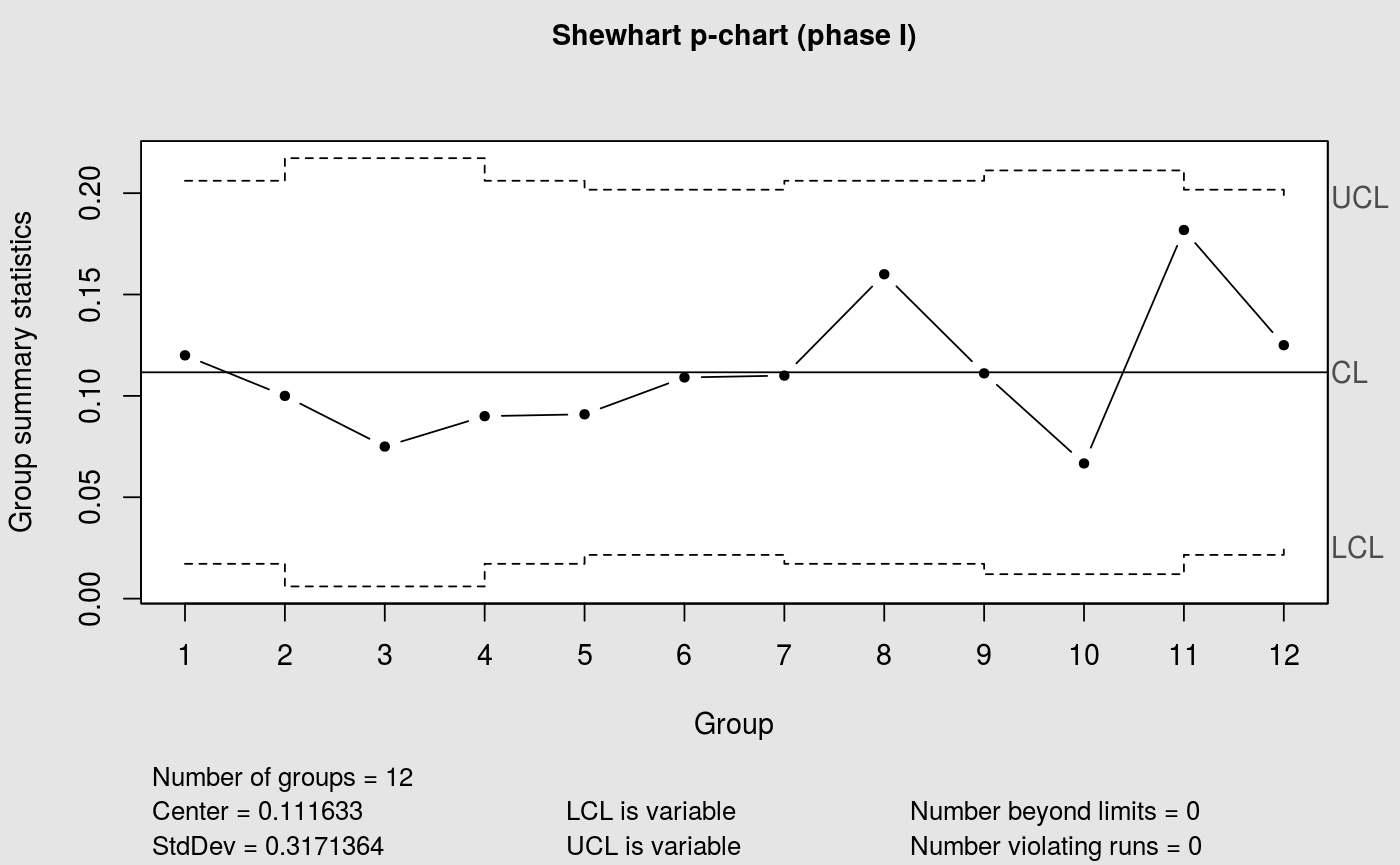 Shewhart p-chart (phase I)
Group summary statistics
0.20
0.15
0.10
0.05
0.00
UCL
CL
LCL
1 2 3 4 5 6 7 8 9 10 11 12
Group
Number of groups = 12
Center = 0.111633 LCL is variable Number beyond limits = 0
StdDev = 0.3171364 UCL is variable Number violating runs = 0